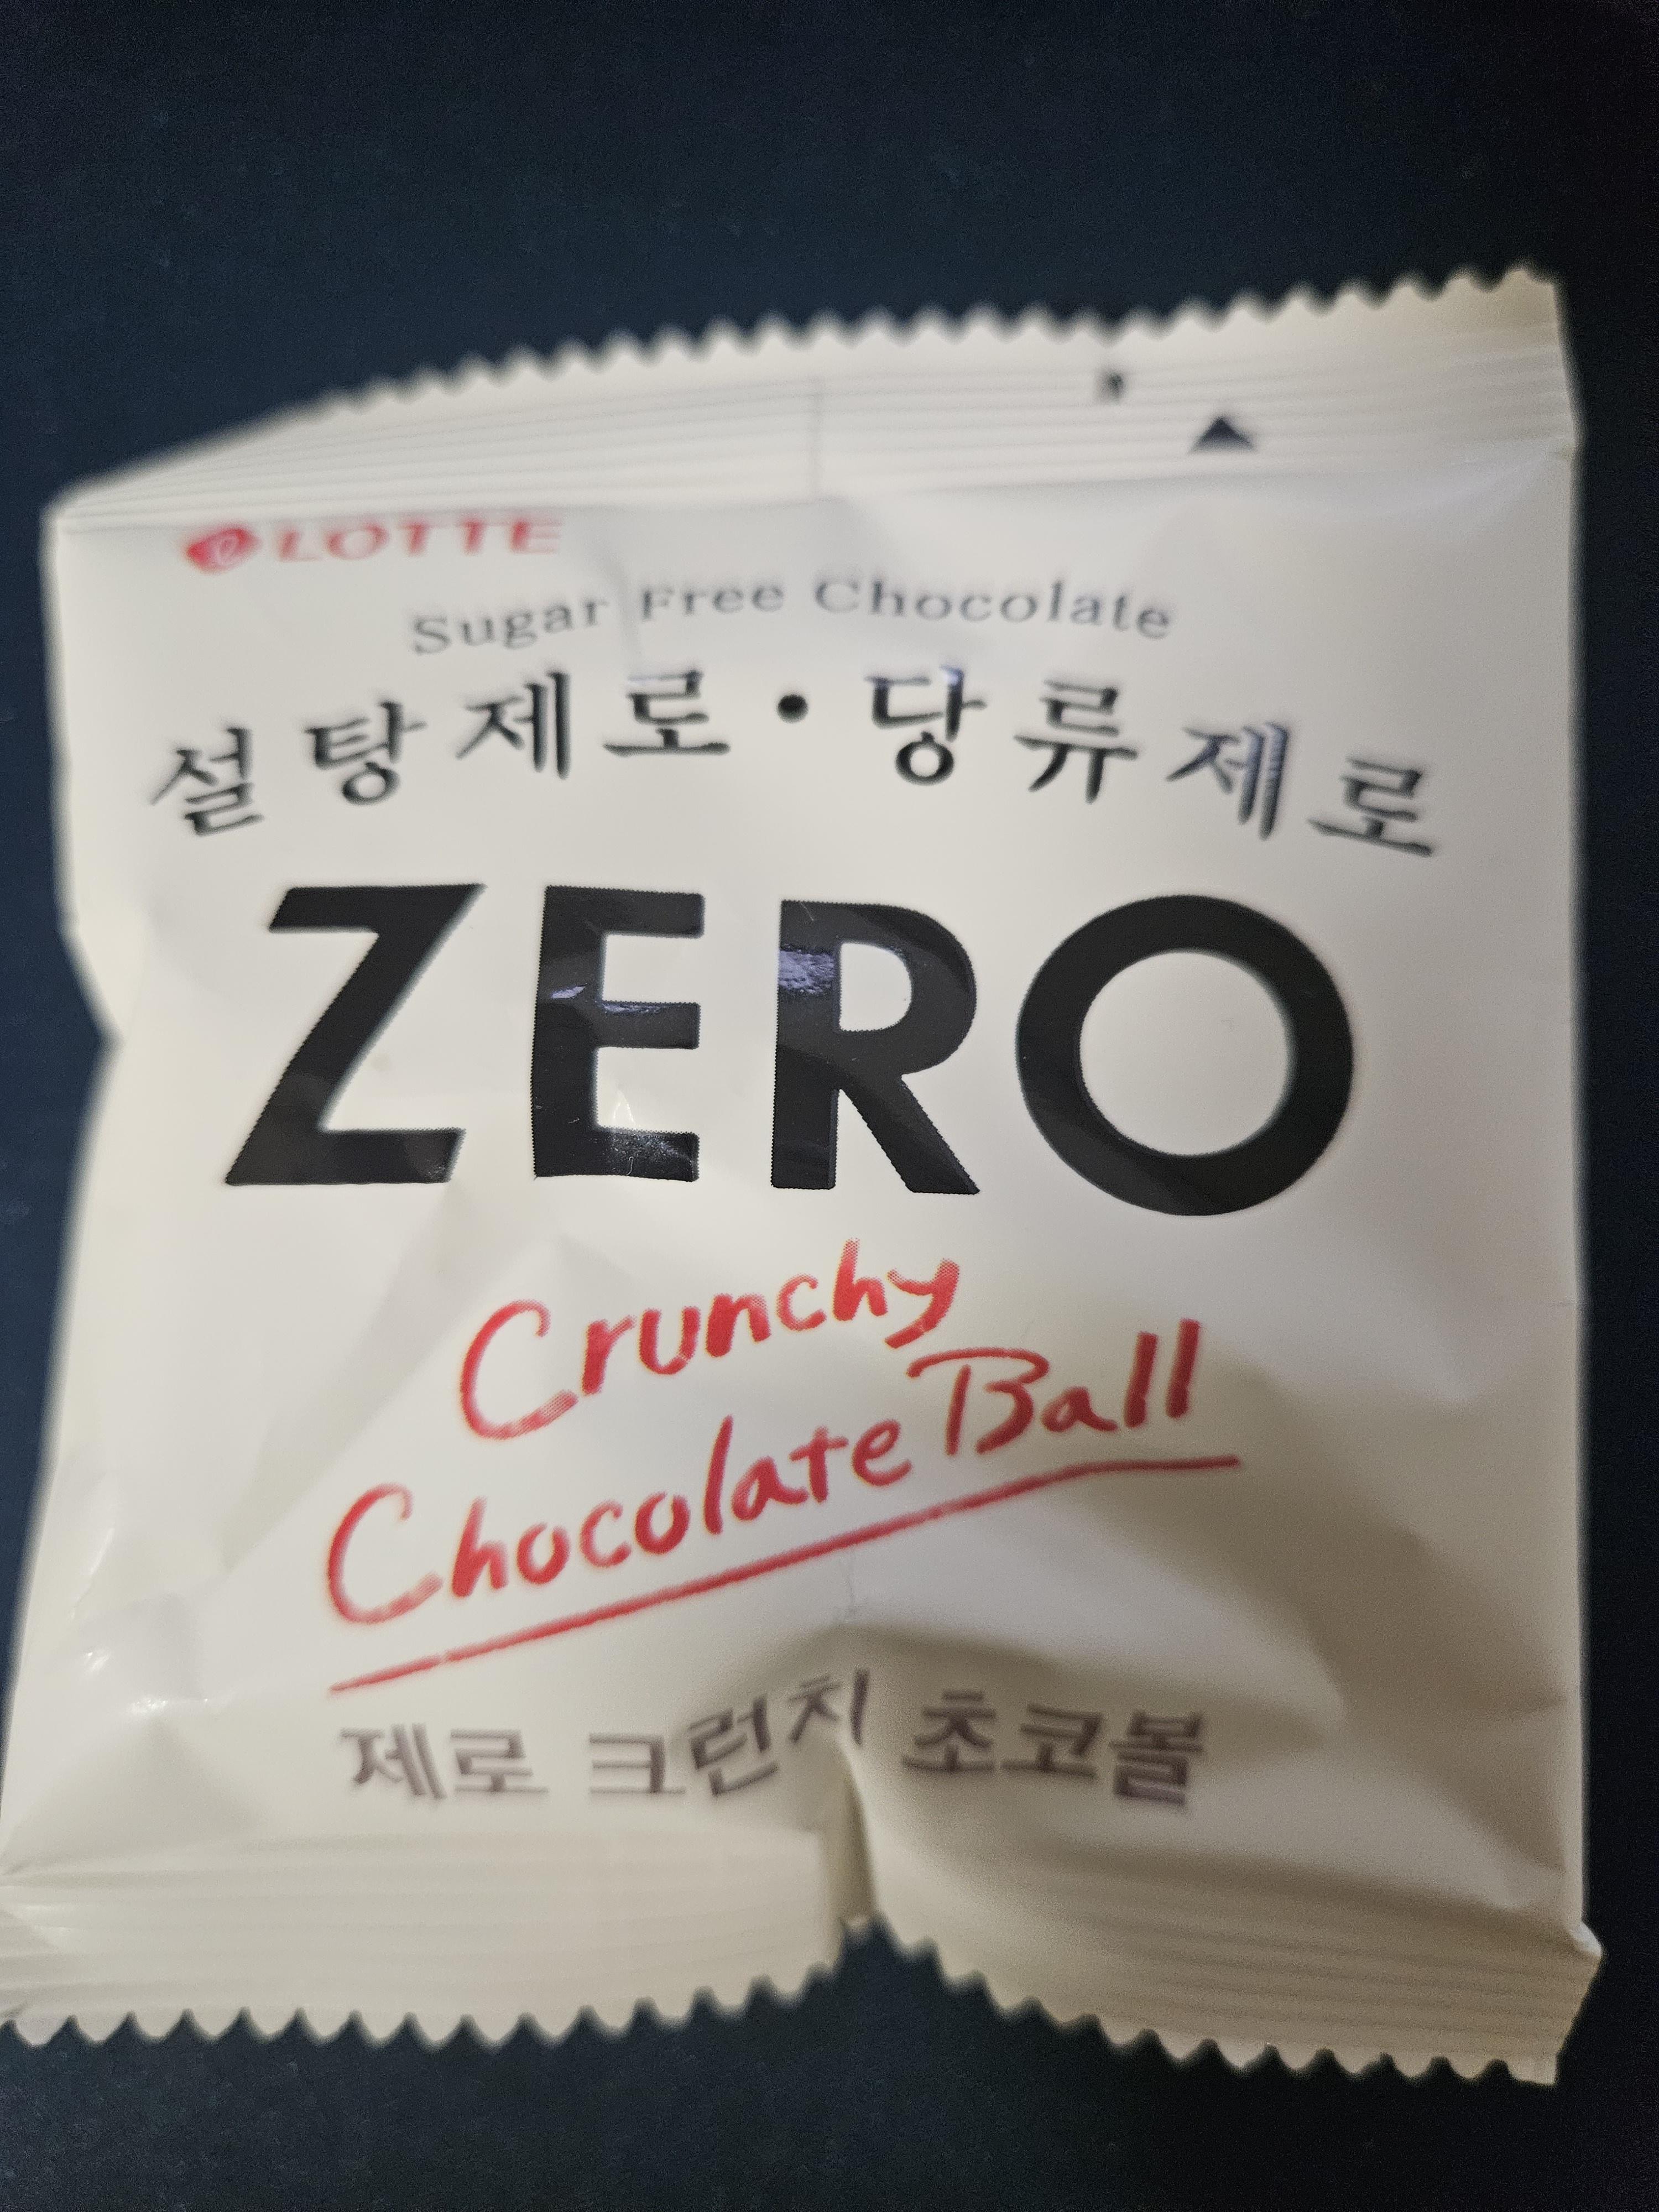 LOTTE
Sugar Free Chocolate
설탕제로·당류제로
ZERO
Crunchy
Chocolate Ball
제로 크런치 초코볼